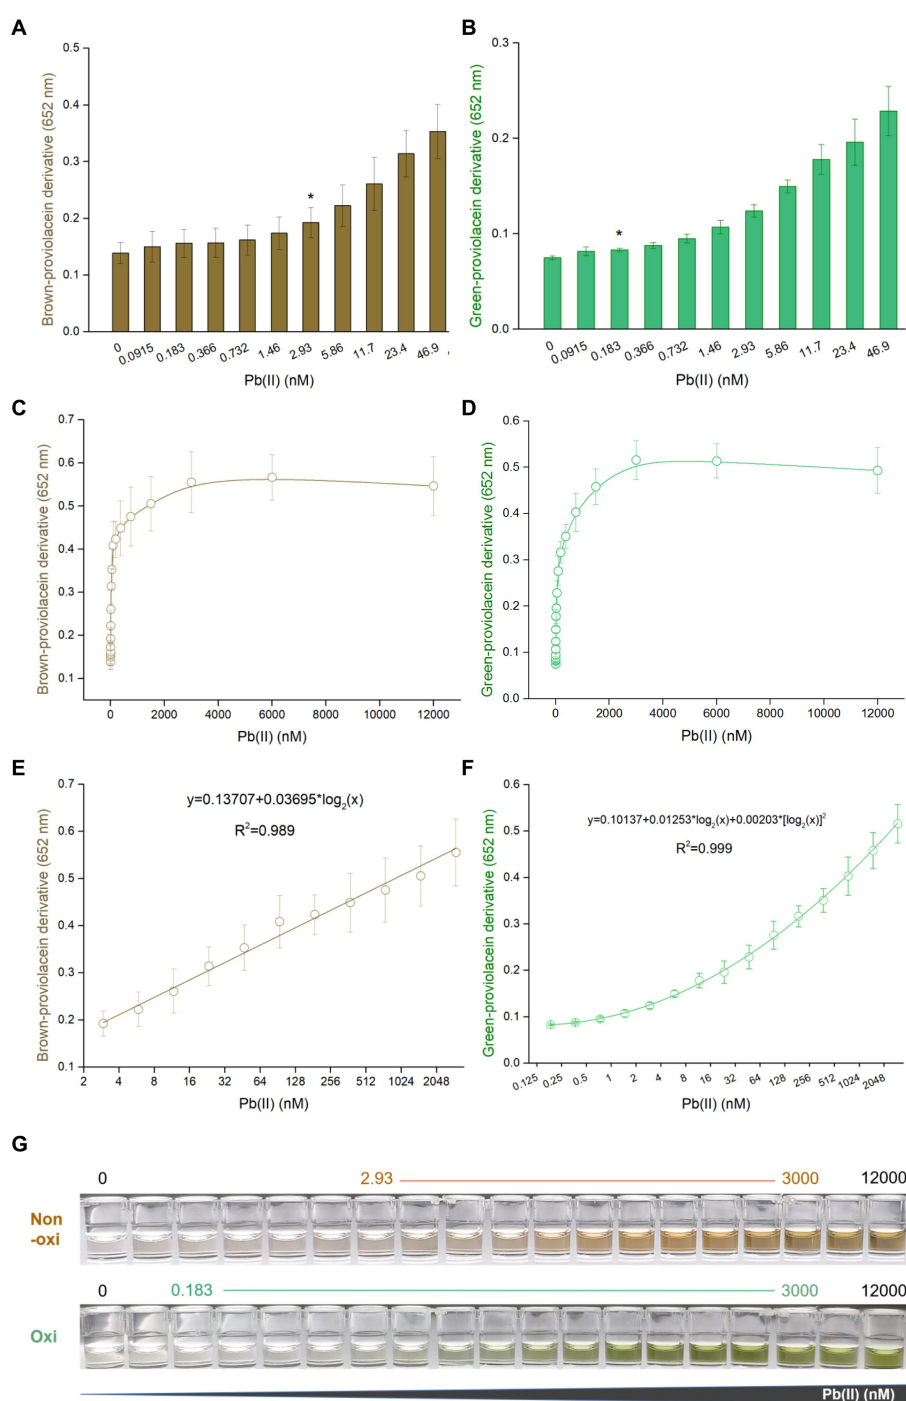 A
B
Brown-proviolacein derivative (652 nm)
0.5
0.4
0.3
0.2
0.1
0.0
*
0
0.0915
0.183
0.366
0.732
1.46
2.93
5.86
11.7
23.4
46.9
Pb(II) (nM)
Green-proviolacein derivative (652 nm)
0.3
0.2
0.1
0.0
*
0
0.0915
0.183
0.366
0.732
1.46
2.93
5.86
11.7
23.4
46.9
Pb(II) (nM)
C
D
Brown-proviolacein derivative (652 nm)
0.7
0.6
0.5
0.4
0.3
0.2
0.1
0 2000 4000 6000 8000 10000 12000
Pb(II) (nM)
Green-proviolacein derivative (652 nm)
0.6
0.5
0.4
0.3
0.2
0.1
0.0
0 2000 4000 6000 8000 10000 12000
Pb(II) (nM)
E
F
Brown-proviolacein derivative (652 nm)
0.7
0.6
0.5
0.4
0.3
0.2
0.1
y=0.13707+0.03695*log₂(x)
R²=0.989
2 4 8 16 32 64 128 256 512 1024 2048
Pb(II) (nM)
Green-proviolacein derivative (652 nm)
0.6
0.5
0.4
0.3
0.2
0.1
0.0
y=0.10137+0.01253*log₂(x)+0.00203*[log₂(x)]²
R²=0.999
0.125 0.25 0.5 1 2 4 8 16 32 64 128 256 512 1024 2048
Pb(II) (nM)
G
0 2.93 3000 12000
Non
-oxi
0 0.183 3000 12000
Oxi
Pb(II) (nM)